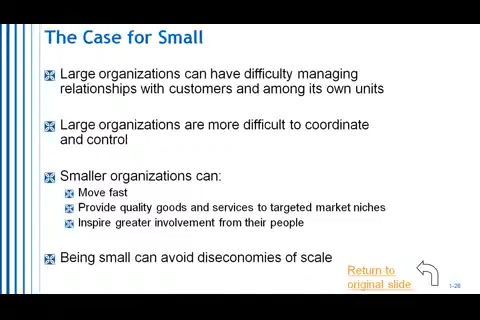 The Case for Small
Large organizations can have difficulty managing
relationships with customers and among its own units
Large organizations are more difficult to coordinate
and control
Smaller organizations can:
Move fast
Provide quality goods and services to targeted market niches
Inspire greater involvement from their people
Being small can avoid diseconomies of scale
Return to
original slide
1-26